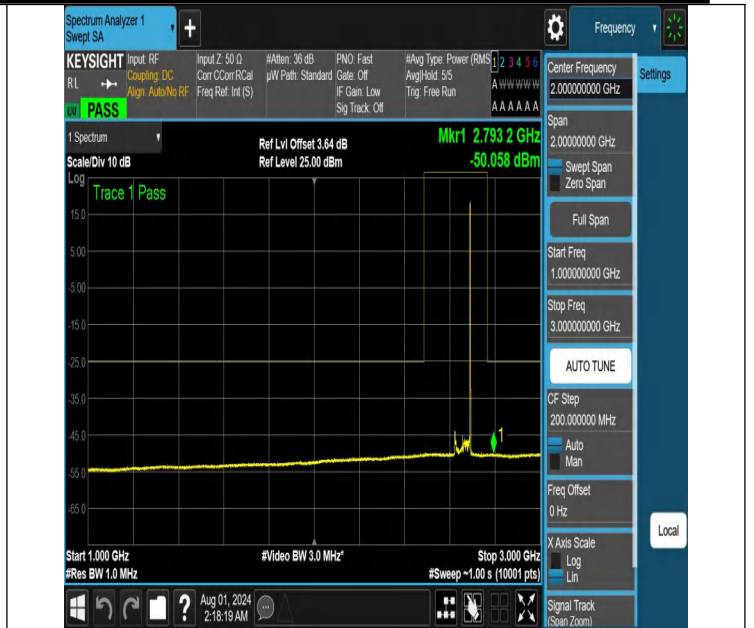 Spectrum Analyzer 1
Swept SA
Frequency
KEYSIGHT
RL
PASS
Input: RF
Coupling: DC
Align: Auto/No RF
Input Z: 50 Ω
Corr CCorr RCal
Freq Ref: Int (S)
#Atten: 36 dB
µW Path: Standard
PNO: Fast
Gate: Off
IF Gain: Low
Sig Track: Off
#Avg Type: Power (RMS
Avg|Hold: 5/5
Trig: Free Run
1 2 3 4 5 6
A W W W W W
A A A A A A
1 Spectrum
Scale/Div 10 dB
Ref Lvl Offset 3.64 dB
Ref Level 25.00 dBm
Mkr1 2.793 2 GHz
-50.058 dBm
Log
Trace 1 Pass
15.0
5.00
-5.00
-15.0
-25.0
-35.0
-45.0
-55.0
-65.0
1
Start 1.000 GHz
#Res BW 1.0 MHz
#Video BW 3.0 MHz*
Stop 3.000 GHz
#Sweep ~1.00 s (10001 pts)
Aug 01, 2024
2:18:19 AM
Center Frequency
2.000000000 GHz
Settings
Span
2.00000000 GHz
Swept Span
Zero Span
Full Span
Start Freq
1.000000000 GHz
Stop Freq
3.000000000 GHz
AUTO TUNE
CF Step
200.000000 MHz
Auto
Man
Freq Offset
0 Hz
X Axis Scale
Log
Lin
Local
Signal Track
(Span Zoom)